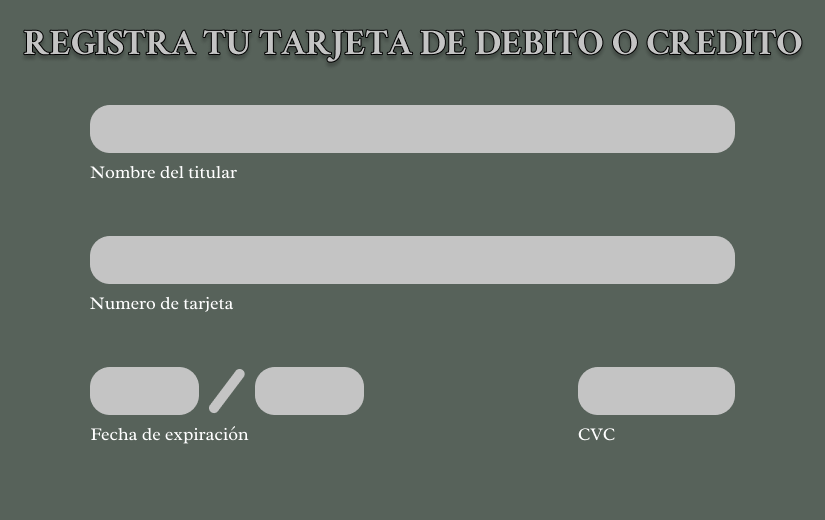 REGISTRA TU TARJETA DE DEBITO O CREDITO
Nombre del titular
Numero de tarjeta
/
Fecha de expiración
CVC